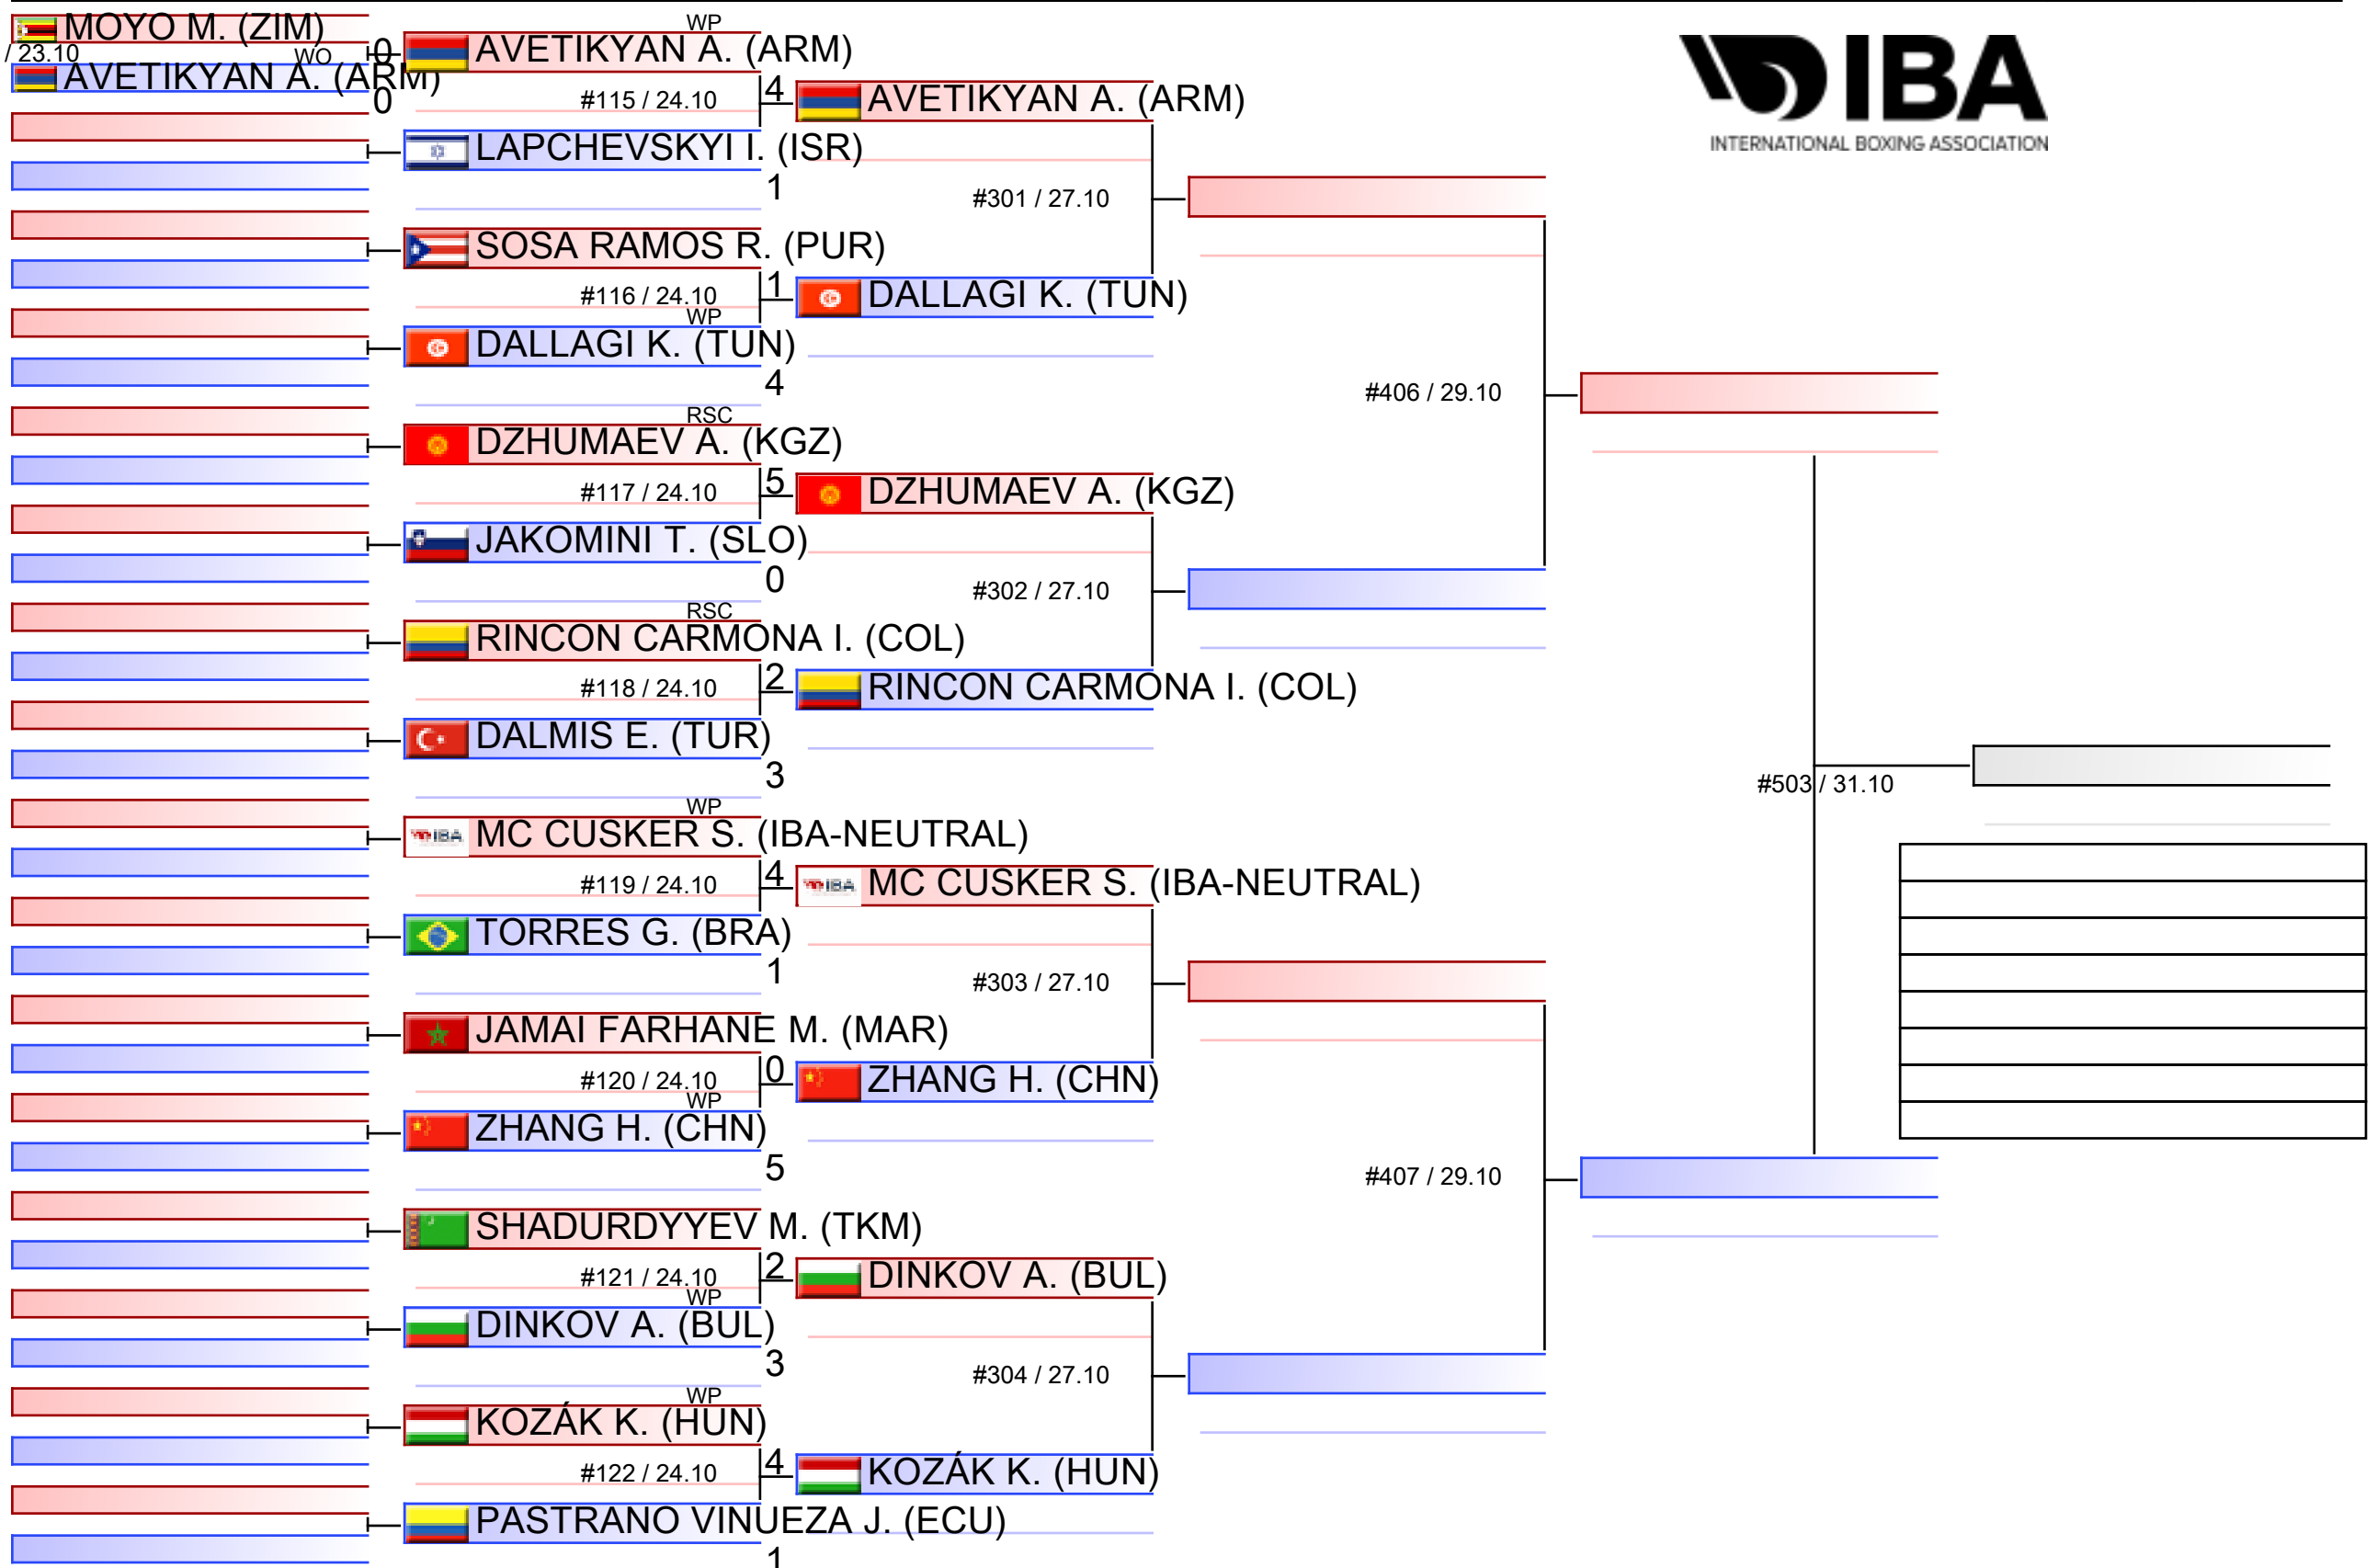 MOYO M. (ZIM)
/ 23.10
WO
0
AVETIKYAN A. (ARM)
0
WP
AVETIKYAN A. (ARM)
#115 / 24.10
4
LAPCHEVSKYI I. (ISR)
1
SOSA RAMOS R. (PUR)
#116 / 24.10
1
WP
DALLAGI K. (TUN)
4
RSC
DZHUMAEV A. (KGZ)
#117 / 24.10
5
JAKOMINI T. (SLO)
0
RSC
RINCON CARMONA I. (COL)
#118 / 24.10
2
DALMIS E. (TUR)
3
WP
MC CUSKER S. (IBA-NEUTRAL)
#119 / 24.10
4
TORRES G. (BRA)
1
JAMAI FARHANE M. (MAR)
#120 / 24.10
0
WP
ZHANG H. (CHN)
5
SHADURDYYEV M. (TKM)
#121 / 24.10
2
WP
DINKOV A. (BUL)
3
WP
KOZÁK K. (HUN)
#122 / 24.10
4
PASTRANO VINUEZA J. (ECU)
1
AVETIKYAN A. (ARM)
#301 / 27.10
DALLAGI K. (TUN)
DZHUMAEV A. (KGZ)
#302 / 27.10
RINCON CARMONA I. (COL)
IBA
MC CUSKER S. (IBA-NEUTRAL)
#303 / 27.10
ZHANG H. (CHN)
DINKOV A. (BUL)
#304 / 27.10
KOZÁK K. (HUN)
#406 / 29.10
#407 / 29.10
#503 / 31.10
IBA
INTERNATIONAL BOXING ASSOCIATION
IBA